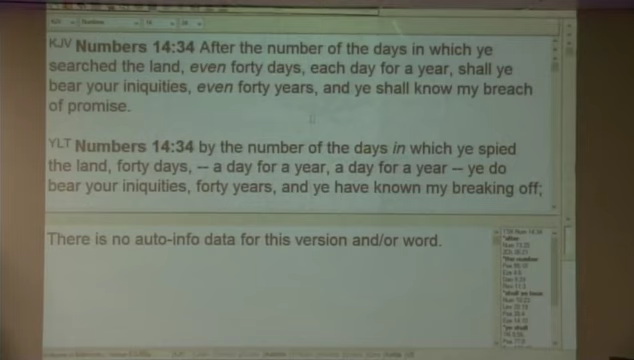 KJV Numbers 14:34 After the number of the days in which ye
searched the land, even forty days, each day for a year, shall ye
bear your iniquities, even forty years, and ye shall know my breach
of promise.
YLT Numbers 14:34 by the number of the days in which ye spied
the land, forty days, -- a day for a year, a day for a year -- ye do
bear your iniquities, forty years, and ye have known my breaking off;
There is no auto-info data for this version and/or word.